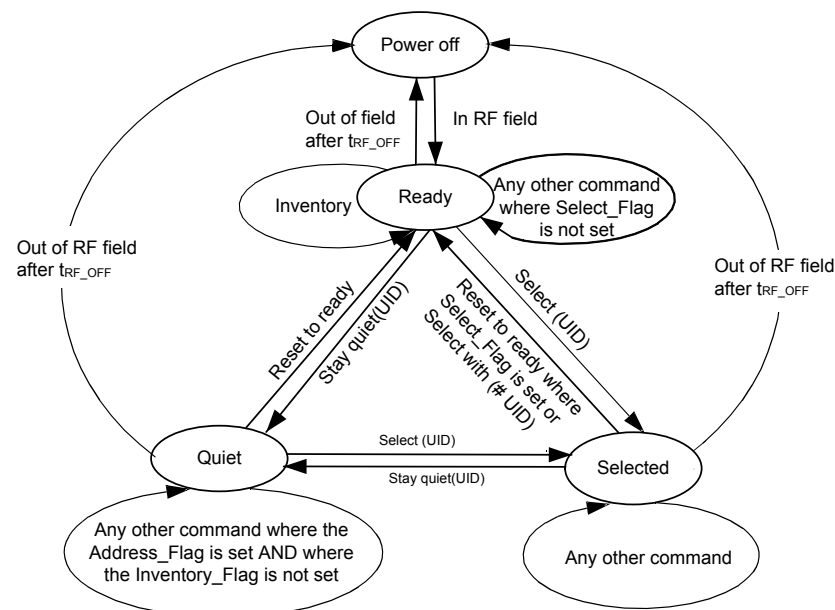 Power off
Out of field
after tRF_OFF
In RF field
Ready
Inventory
Any other command
where Select_Flag
is not set
Out of RF field
after tRF_OFF
Out of RF field
after tRF_OFF
Reset to ready
Stay quiet(UID)
Reset to ready where
Select_Flag is set or
Select with (# UID)
Select (UID)
Quiet
Select (UID)
Stay quiet(UID)
Selected
Any other command where the
Address_Flag is set AND where
the Inventory_Flag is not set
Any other command